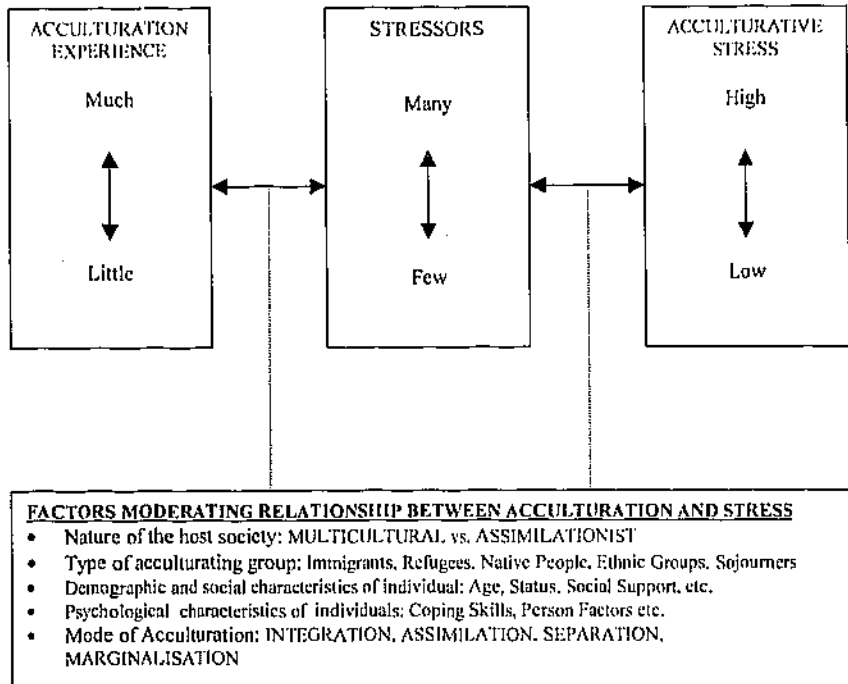 ACCULTURATION
EXPERIENCE
Much
Little
STRESSORS
Many
Few
ACCULTURATIVE
STRESS
High
Low
FACTORS MODERATING RELATIONSHIP BETWEEN ACCULTURATION AND STRESS
• Nature of the host society: MULTICULTURAL vs. ASSIMILATIONIST
• Type of acculturating group: Immigrants, Refugees, Native People, Ethnic Groups, Sojourners
• Demographic and social characteristics of individual: Age, Status, Social Support, etc.
• Psychological characteristics of individuals: Coping Skills, Person Factors etc.
• Mode of Acculturation: INTEGRATION, ASSIMILATION, SEPARATION,
MARGINALISATION